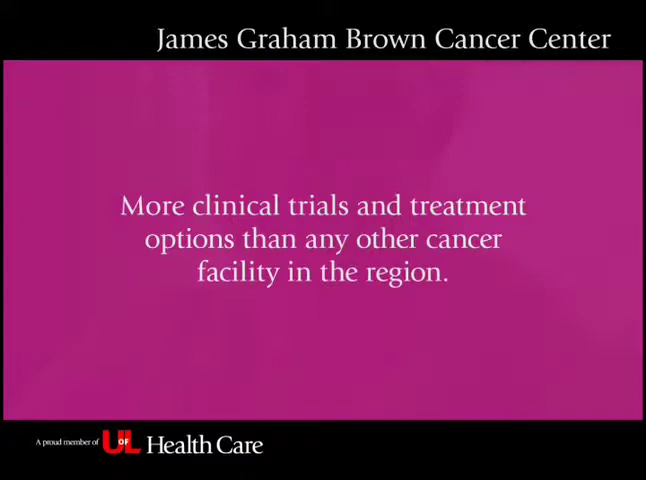 James Graham Brown Cancer Center
More clinical trials and treatment
options than any other cancer
facility in the region.
A proud member of UOFL Health Care